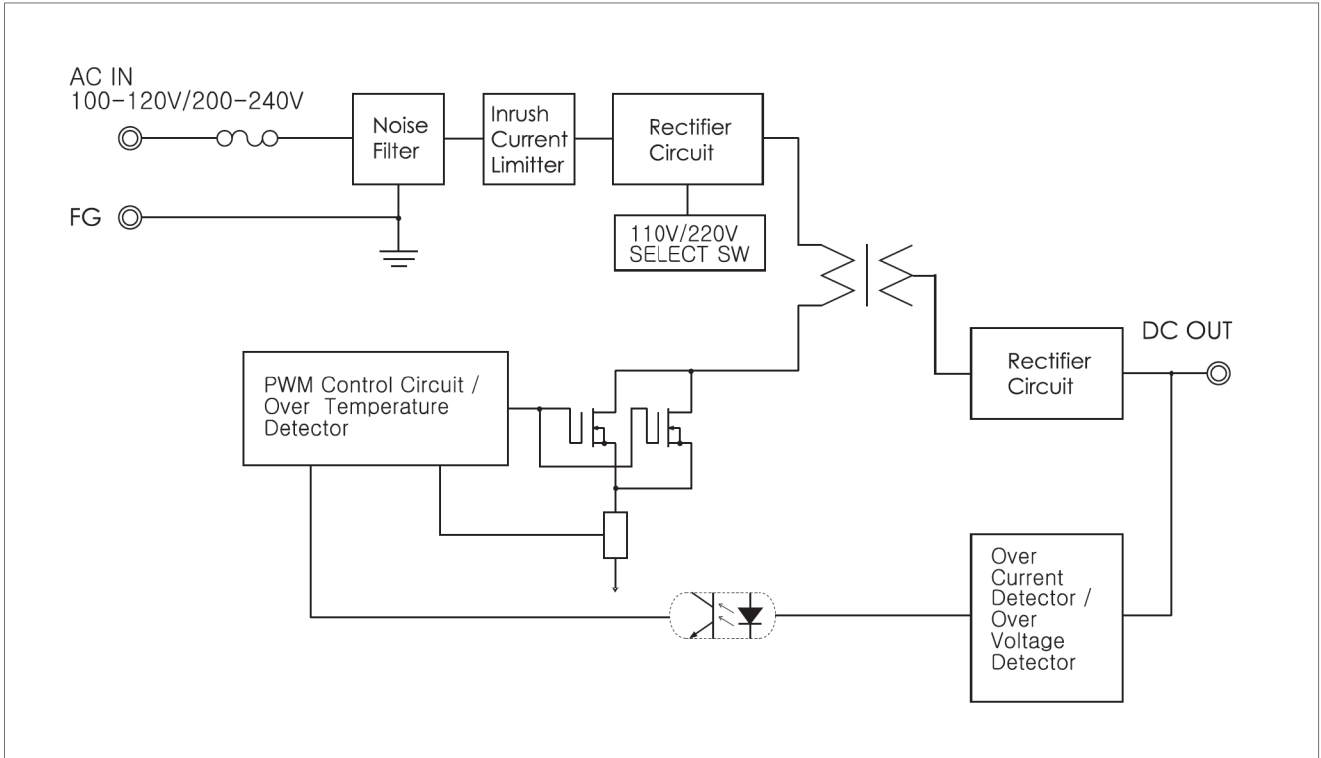 AC IN
100-120V/200-240V
Noise
Filter
Inrush
Current
Limitter
Rectifier
Circuit
FG
110V/220V
SELECT SW
DC OUT
Rectifier
Circuit
PWM Control Circuit /
Over Temperature
Detector
Over
Current
Detector /
Over
Voltage
Detector